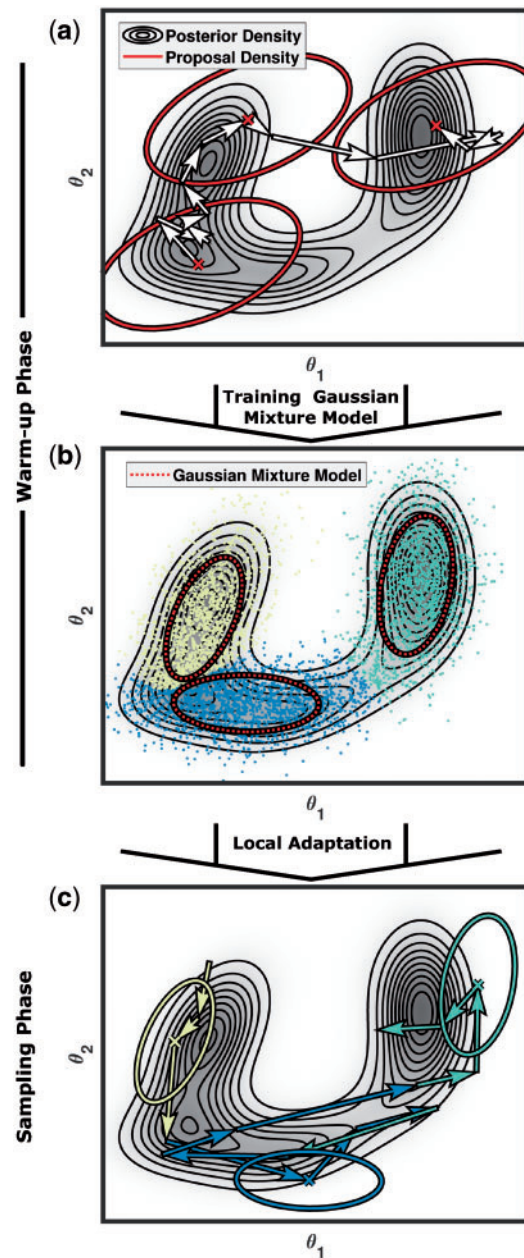 (a)
Posterior Density
Proposal Density
θ2
θ1
Warm-up Phase
Training Gaussian
Mixture Model
(b)
Gaussian Mixture Model
θ2
θ1
Local Adaptation
(c)
Sampling Phase
θ2
θ1